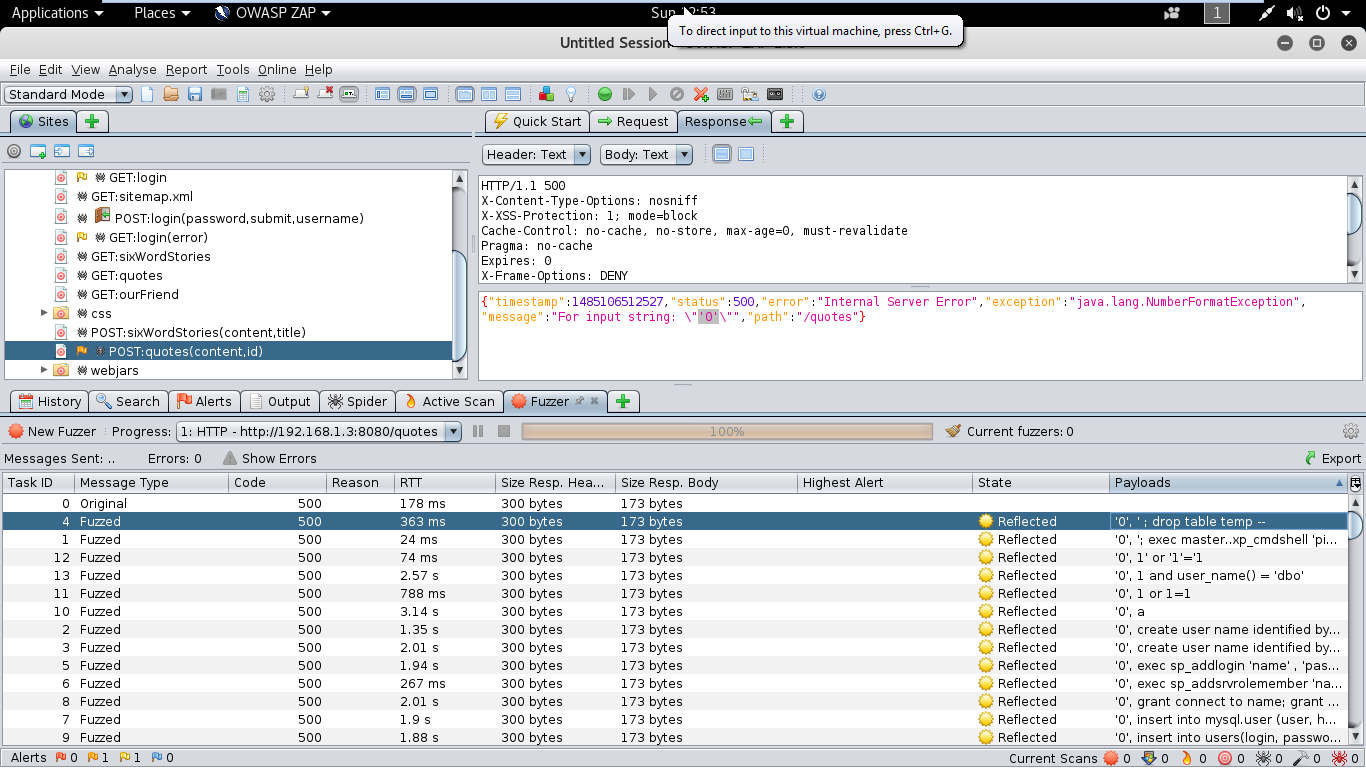 Applications Places OWASP ZAP Sun 12:53 1
To direct input to this virtual machine, press Ctrl+G.
Untitled Session
File Edit View Analyse Report Tools Online Help
Standard Mode
Sites Quick Start Request Response
Header: Text Body: Text
GET:login
GET:sitemap.xml
POST:login(password,submit,username)
GET:login(error)
GET:sixWordStories
GET:quotes
GET:ourFriend
css
POST:sixWordStories(content,title)
POST:quotes(content,id)
webjars
HTTP/1.1 500
X-Content-Type-Options: nosniff
X-XSS-Protection: 1; mode=block
Cache-Control: no-cache, no-store, max-age=0, must-revalidate
Pragma: no-cache
Expires: 0
X-Frame-Options: DENY
{"timestamp":1485106512527,"status":500,"error":"Internal Server Error","exception":"java.lang.NumberFormatException",
"message":"For input string: \"'0'\"","path":"/quotes"}
History Search Alerts Output Spider Active Scan Fuzzer
New Fuzzer Progress: 1: HTTP - http://192.168.1.3:8080/quotes 100% Current fuzzers: 0
Messages Sent: .. Errors: 0 Show Errors Export
Task ID Message Type Code Reason RTT Size Resp. Hea... Size Resp. Body Highest Alert State Payloads
0 Original 500 178 ms 300 bytes 173 bytes
4 Fuzzed 500 363 ms 300 bytes 173 bytes Reflected '0', ' ; drop table temp --
1 Fuzzed 500 24 ms 300 bytes 173 bytes Reflected '0', '; exec master..xp_cmdshell 'pi...
12 Fuzzed 500 74 ms 300 bytes 173 bytes Reflected '0', 1' or '1'='1
13 Fuzzed 500 2.57 s 300 bytes 173 bytes Reflected '0', 1 and user_name() = 'dbo'
11 Fuzzed 500 788 ms 300 bytes 173 bytes Reflected '0', 1 or 1=1
10 Fuzzed 500 3.14 s 300 bytes 173 bytes Reflected '0', a
2 Fuzzed 500 1.35 s 300 bytes 173 bytes Reflected '0', create user name identified by...
3 Fuzzed 500 2.01 s 300 bytes 173 bytes Reflected '0', create user name identified by...
5 Fuzzed 500 1.94 s 300 bytes 173 bytes Reflected '0', exec sp_addlogin 'name' , 'pas...
6 Fuzzed 500 267 ms 300 bytes 173 bytes Reflected '0', exec sp_addsrvrolemember 'na...
8 Fuzzed 500 2.01 s 300 bytes 173 bytes Reflected '0', grant connect to name; grant ...
7 Fuzzed 500 1.9 s 300 bytes 173 bytes Reflected '0', insert into mysql.user (user, h...
9 Fuzzed 500 1.88 s 300 bytes 173 bytes Reflected '0', insert into users(login, passwo...
Alerts 0 1 1 0 Current Scans 0 0 0 0 0 0 0